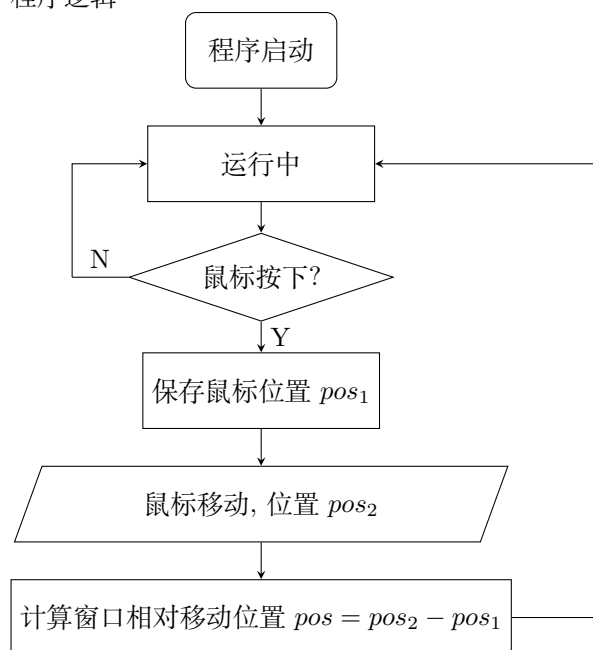 程序逻辑
程序启动
运行中
N
鼠标按下?
Y
保存鼠标位置 pos₁
鼠标移动, 位置 pos₂
计算窗口相对移动位置 pos = pos₂ − pos₁